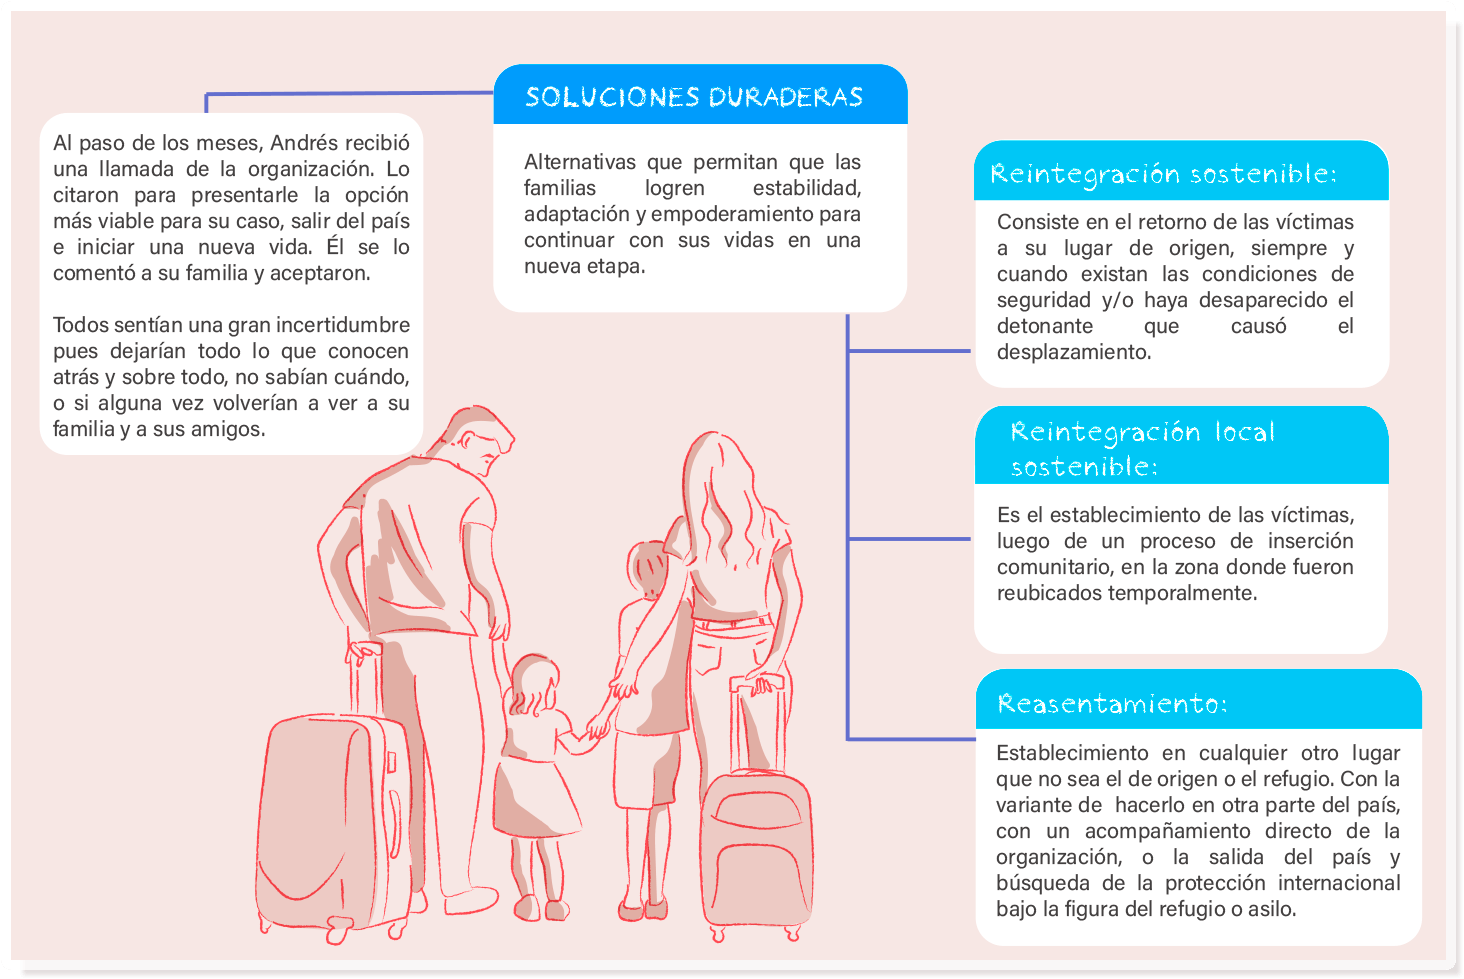 SOLUCIONES DURADERAS
Alternativas que permitan que las
familias logren estabilidad,
adaptación y empoderamiento para
continuar con sus vidas en una
nueva etapa.
Al paso de los meses, Andrés recibió
una llamada de la organización. Lo
citaron para presentarle la opción
más viable para su caso, salir del país
e iniciar una nueva vida. Él se lo
comentó a su familia y aceptaron.
Todos sentían una gran incertidumbre
pues dejarían todo lo que conocen
atrás y sobre todo, no sabían cuándo,
o si alguna vez volverían a ver a su
familia y a sus amigos.
Reintegración sostenible:
Consiste en el retorno de las víctimas
a su lugar de origen, siempre y
cuando existan las condiciones de
seguridad y/o haya desaparecido el
detonante que causó el
desplazamiento.
Reintegración local
sostenible:
Es el establecimiento de las víctimas,
luego de un proceso de inserción
comunitario, en la zona donde fueron
reubicados temporalmente.
Reasentamiento:
Establecimiento en cualquier otro lugar
que no sea el de origen o el refugio. Con la
variante de hacerlo en otra parte del país,
con un acompañamiento directo de la
organización, o la salida del país y
búsqueda de la protección internacional
bajo la figura del refugio o asilo.